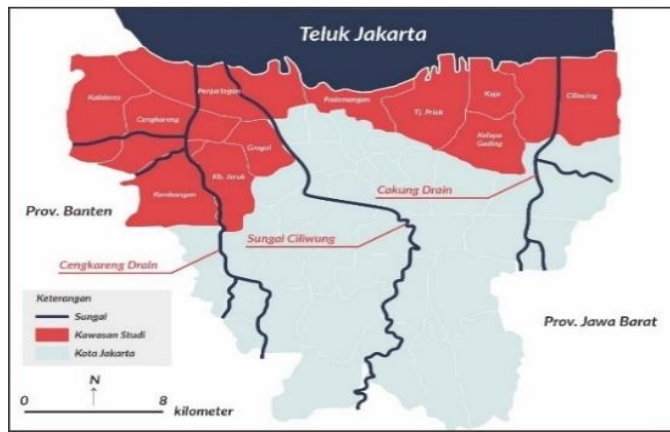 Teluk Jakarta
Kalideres
Cengkareng
Penjaringan
Pademangan
Tj. Priok
Koja
Cilincing
Kelapa
Gading
Grogol
Kb. Jeruk
Kembangan
Prov. Banten
Cakung Drain
Sungai Ciliwung
Cengkareng Drain
Prov. Jawa Barat
Keterangan
Sungai
Kawasan Studi
Kota Jakarta
N
0 8
kilometer